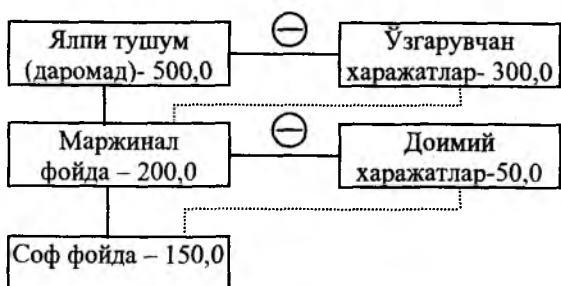 Ялпи тушум
(даромад)- 500,0
Ўзгарувчан
харажатлар- 300,0
Маржинал
фойда – 200,0
Доимий
харажатлар-50,0
Соф фойда – 150,0